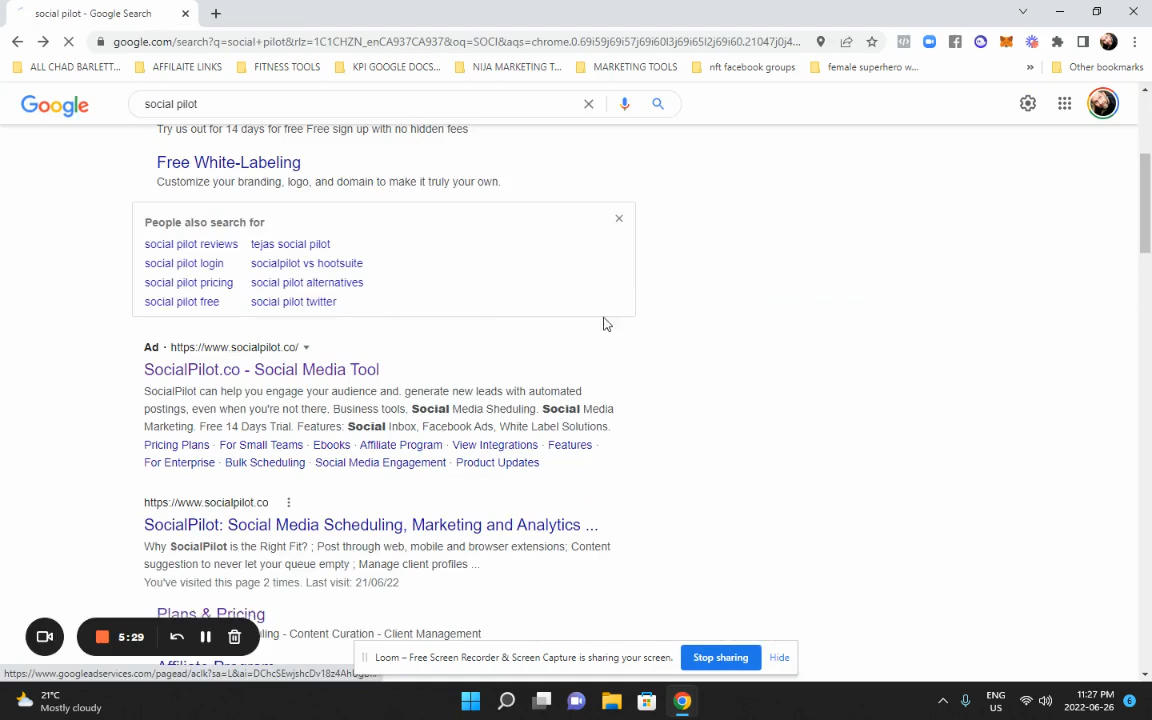 social pilot - Google Search
google.com/search?q=social+pilot&rlz=1C1CHZN_enCA937CA937&oq=SOCI&aqs=chrome.0.69i59j69i57j69i60l3j69i65l2j69i60.21047j0j4...
ALL CHAD BARLETT...
AFFILAITE LINKS
FITNESS TOOLS
KPI GOOGLE DOCS...
NIJA MARKETING T...
MARKETING TOOLS
nft facebook groups
female superhero w...
»
Other bookmarks
Google
social pilot
Try us out for 14 days for free Free sign up with no hidden fees
Free White-Labeling
Customize your branding, logo, and domain to make it truly your own.
People also search for
social pilot reviews tejas social pilot
social pilot login socialpilot vs hootsuite
social pilot pricing social pilot alternatives
social pilot free social pilot twitter
Ad · https://www.socialpilot.co/
SocialPilot.co - Social Media Tool
SocialPilot can help you engage your audience and. generate new leads with automated
postings, even when you're not there. Business tools. Social Media Sheduling. Social Media
Marketing. Free 14 Days Trial. Features: Social Inbox, Facebook Ads, White Label Solutions.
Pricing Plans · For Small Teams · Ebooks · Affiliate Program · View Integrations · Features ·
For Enterprise · Bulk Scheduling · Social Media Engagement · Product Updates
https://www.socialpilot.co
SocialPilot: Social Media Scheduling, Marketing and Analytics ...
Why SocialPilot is the Right Fit? ; Post through web, mobile and browser extensions; Content
suggestion to never let your queue empty ; Manage client profiles ...
You've visited this page 2 times. Last visit: 21/06/22
Plans & Pricing
- Content Curation - Client Management
5:29
Loom – Free Screen Recorder & Screen Capture is sharing your screen.
Stop sharing
Hide
21°C
Mostly cloudy
ENG
US
11:27 PM
2022-06-26
6